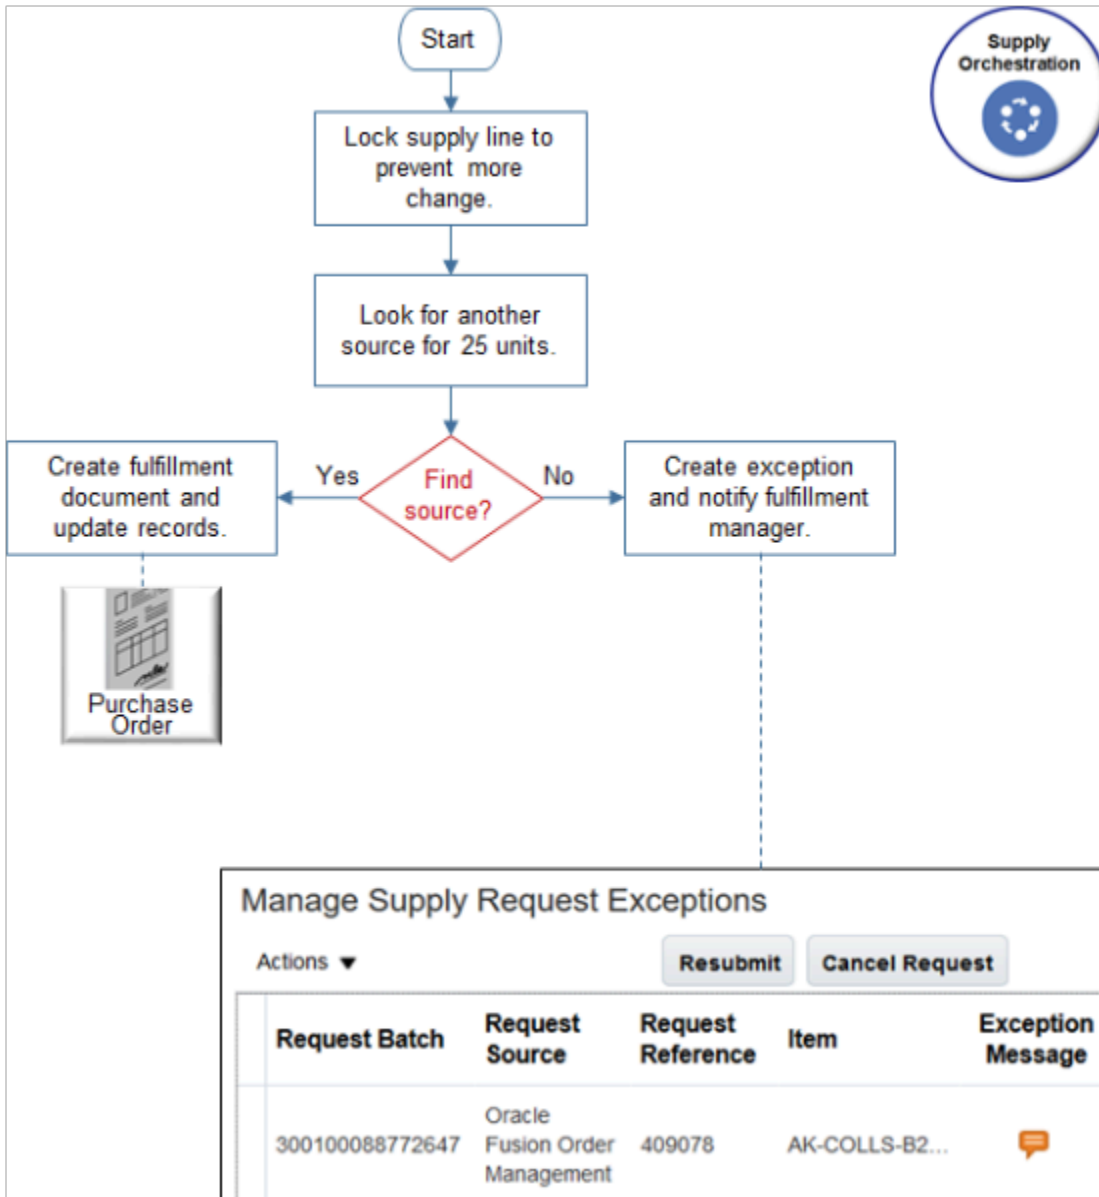 Start
Supply
Orchestration
Lock supply line to
prevent more
change.
Look for another
source for 25 units.
Create fulfillment
document and
update records.
Yes
Find
source?
No
Create exception
and notify fulfillment
manager.
Purchase
Order
Manage Supply Request Exceptions
Actions
Resubmit
Cancel Request
Request Batch
Request
Source
Request
Reference
Item
Exception
Message
300100088772647
Oracle
Fusion Order
Management
409078
AK-COLLS-B2...